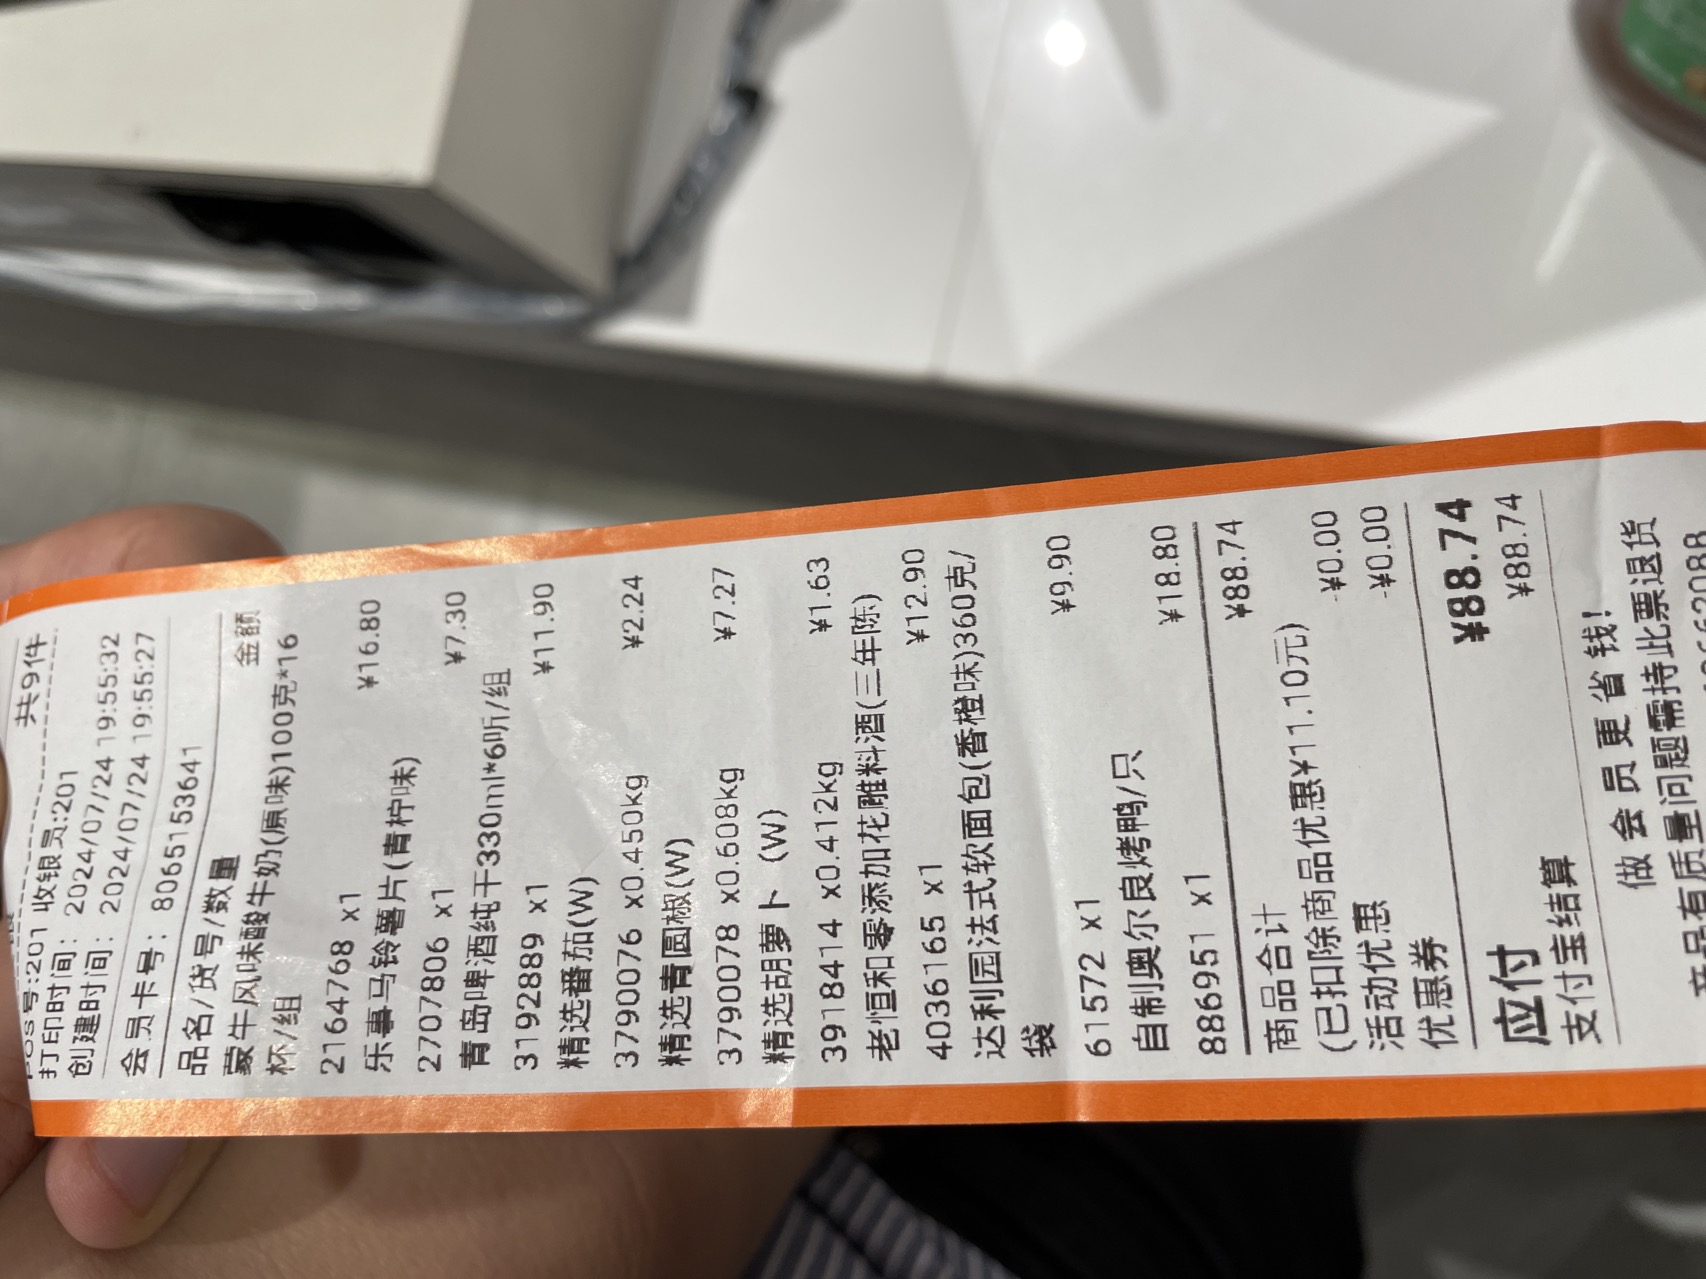 POS号:201 收银员:201 共9件
打印时间: 2024/07/24 19:55:32
创建时间: 2024/07/24 19:55:27
会员卡号: 8065153641
品名/货号/数量 金额
蒙牛风味酸牛奶(原味)100克*16
杯/组
2164768 x1 ¥16.80
乐事马铃薯片(青柠味)
2707806 x1 ¥7.30
青岛啤酒纯干330ml*6听/组
3192889 x1 ¥11.90
精选番茄(W)
3790076 x0.450kg ¥2.24
精选青圆椒(W)
3790078 x0.608kg ¥7.27
精选胡萝卜(W)
3918414 x0.412kg ¥1.63
老恒和零添加花雕料酒(三年陈)
4036165 x1 ¥12.90
达利园法式软面包(香橙味)360克/
袋
61572 x1 ¥9.90
自制奥尔良烤鸭/只
886951 x1 ¥18.80
商品合计 ¥88.74
(已扣除商品优惠¥11.10元)
活动优惠 -¥0.00
优惠券 -¥0.00
应付 ¥88.74
支付宝结算 ¥88.74
做会员更省钱!
产品有质量问题需持此票退货